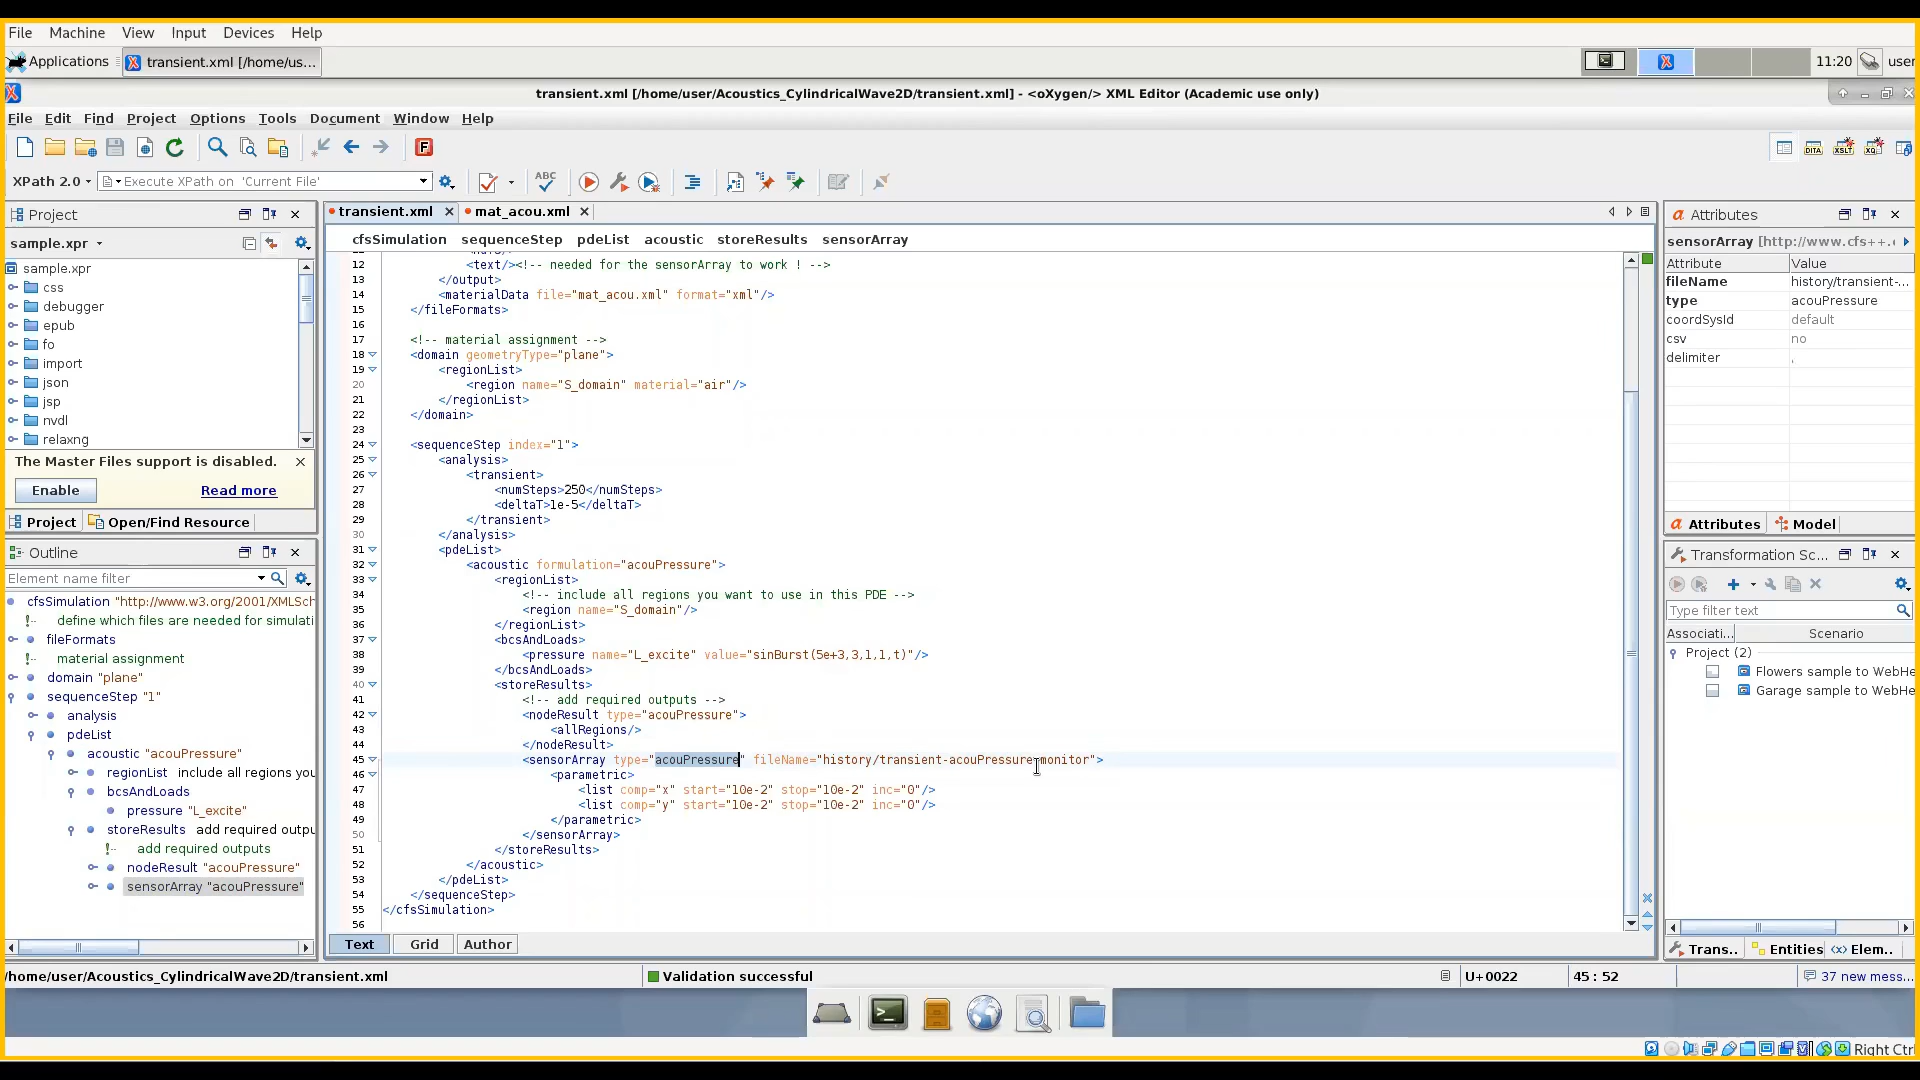 File Machine View Input Devices Help
Applications transient.xml [/home/us... 11:20 user
transient.xml [/home/user/Acoustics_CylindricalWave2D/transient.xml] - <oXygen/> XML Editor (Academic use only)
File Edit Find Project Options Tools Document Window Help
XPath 2.0 Execute XPath on 'Current File'
Project
sample.xpr
sample.xpr
css
debugger
epub
fo
import
json
jsp
nvdl
relaxng
The Master Files support is disabled.
Enable Read more
Project Open/Find Resource
Outline
Element name filter
cfsSimulation "http://www.w3.org/2001/XMLSch
define which files are needed for simulati
fileFormats
material assignment
domain "plane"
sequenceStep "1"
analysis
pdeList
acoustic "acouPressure"
regionList include all regions you
bcsAndLoads
pressure "L_excite"
storeResults add required outpu
add required outputs
nodeResult "acouPressure"
sensorArray "acouPressure"
transient.xml mat_acou.xml
cfsSimulation sequenceStep pdeList acoustic storeResults sensorArray
12 <text/><!-- needed for the sensorArray to work ! -->
13 </output>
14 <materialData file="mat_acou.xml" format="xml"/>
15 </fileFormats>
16
17 <!-- material assignment -->
18 <domain geometryType="plane">
19 <regionList>
20 <region name="S_domain" material="air"/>
21 </regionList>
22 </domain>
23
24 <sequenceStep index="1">
25 <analysis>
26 <transient>
27 <numSteps>250</numSteps>
28 <deltaT>1e-5</deltaT>
29 </transient>
30 </analysis>
31 <pdeList>
32 <acoustic formulation="acouPressure">
33 <regionList>
34 <!-- include all regions you want to use in this PDE -->
35 <region name="S_domain"/>
36 </regionList>
37 <bcsAndLoads>
38 <pressure name="L_excite" value="sinBurst(5e+3,3,1,1,t)"/>
39 </bcsAndLoads>
40 <storeResults>
41 <!-- add required outputs -->
42 <nodeResult type="acouPressure">
43 <allRegions/>
44 </nodeResult>
45 <sensorArray type="acouPressure" fileName="history/transient-acouPressure-monitor">
46 <parametric>
47 <list comp="x" start="10e-2" stop="10e-2" inc="0"/>
48 <list comp="y" start="10e-2" stop="10e-2" inc="0"/>
49 </parametric>
50 </sensorArray>
51 </storeResults>
52 </acoustic>
53 </pdeList>
54 </sequenceStep>
55 </cfsSimulation>
56
Text Grid Author
Attributes
sensorArray [http://www.cfs++.
Attribute Value
fileName history/transient-...
type acouPressure
coordSysId default
csv no
delimiter ,
Attributes Model
Transformation Sc...
Type filter text
Associati... Scenario
Project (2)
Flowers sample to WebHe
Garage sample to WebHe
Trans.. Entities Elem..
/home/user/Acoustics_CylindricalWave2D/transient.xml Validation successful U+0022 45 : 52 37 new mess...
Right Ctrl